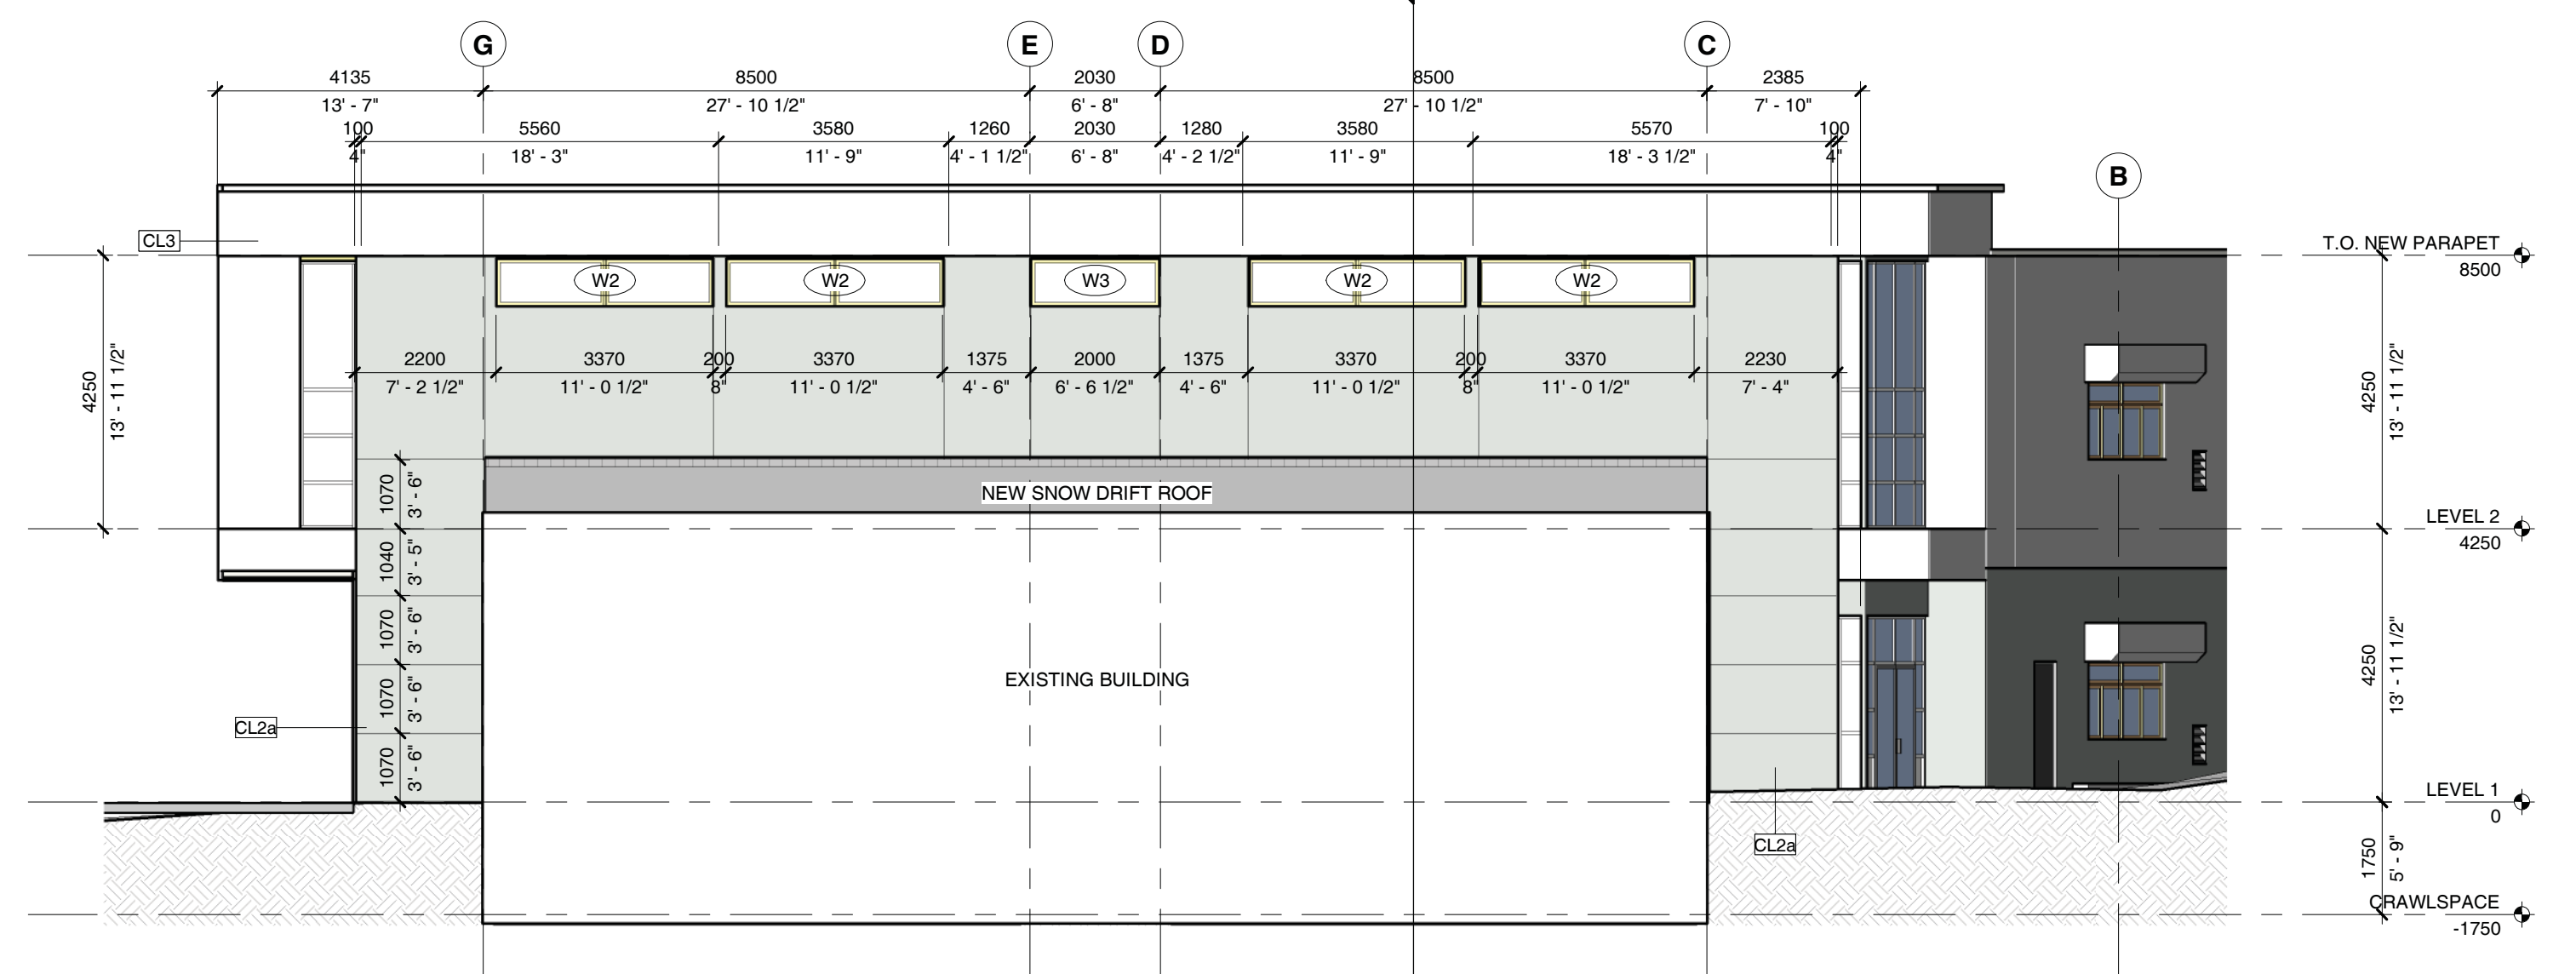 G
E
D
C
4135
8500
2030
8500
2385
13' - 7"
27' - 10 1/2"
6' - 8"
27' - 10 1/2"
7' - 10"
100
5560
3580
1260
2030
1280
3580
5570
100
4"
18' - 3"
11' - 9"
4' - 1 1/2"
6' - 8"
4' - 2 1/2"
11' - 9"
18' - 3 1/2"
4"
B
CL3
T.O. NEW PARAPET
8500
W2
W2
W3
W2
W2
2200
3370
200
3370
1375
2000
1375
3370
200
3370
2230
7' - 2 1/2"
11' - 0 1/2"
8"
11' - 0 1/2"
4' - 6"
6' - 6 1/2"
4' - 6"
11' - 0 1/2"
8"
11' - 0 1/2"
7' - 4"
4250
13' - 11 1/2"
4250
13' - 11 1/2"
1070
3' - 6"
NEW SNOW DRIFT ROOF
LEVEL 2
4250
1040
3' - 5"
1070
3' - 6"
EXISTING BUILDING
4250
13' - 11 1/2"
1070
3' - 6"
CL2a
1070
3' - 6"
LEVEL 1
0
CL2a
1750
5' - 9"
CRAWLSPACE
-1750